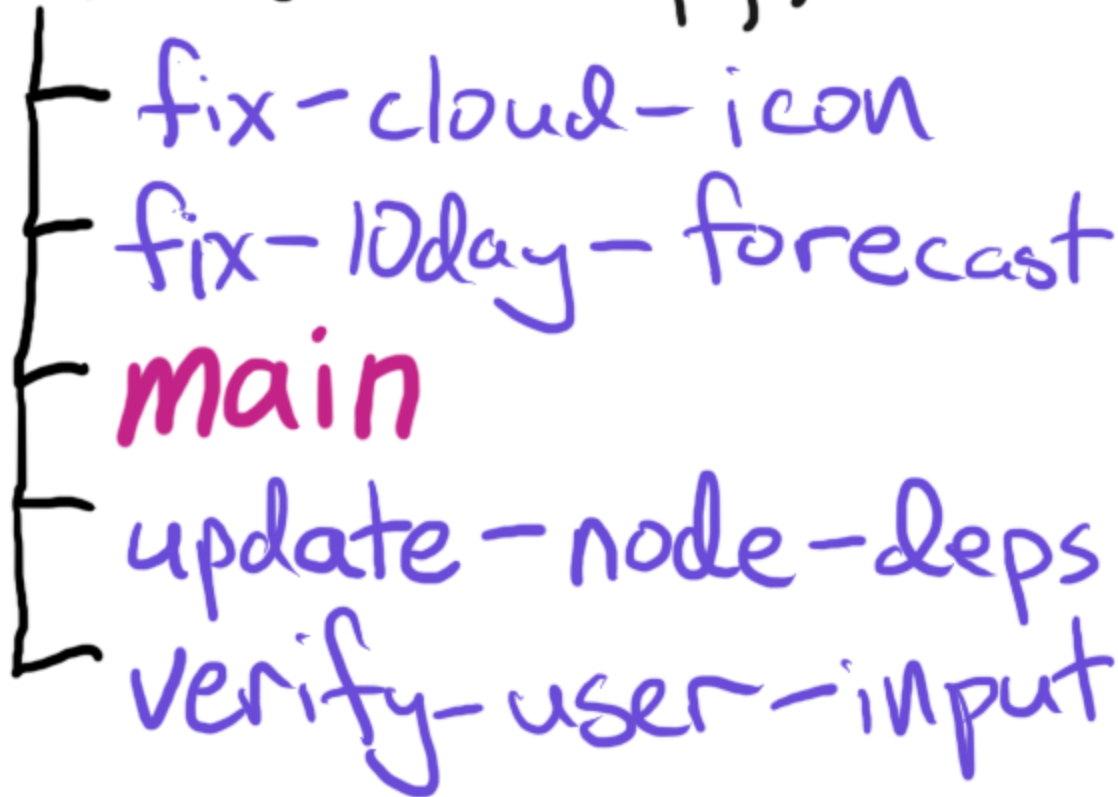 fix-cloud-icon
fix-10day-forecast
main
update-node-deps
verify-user-input